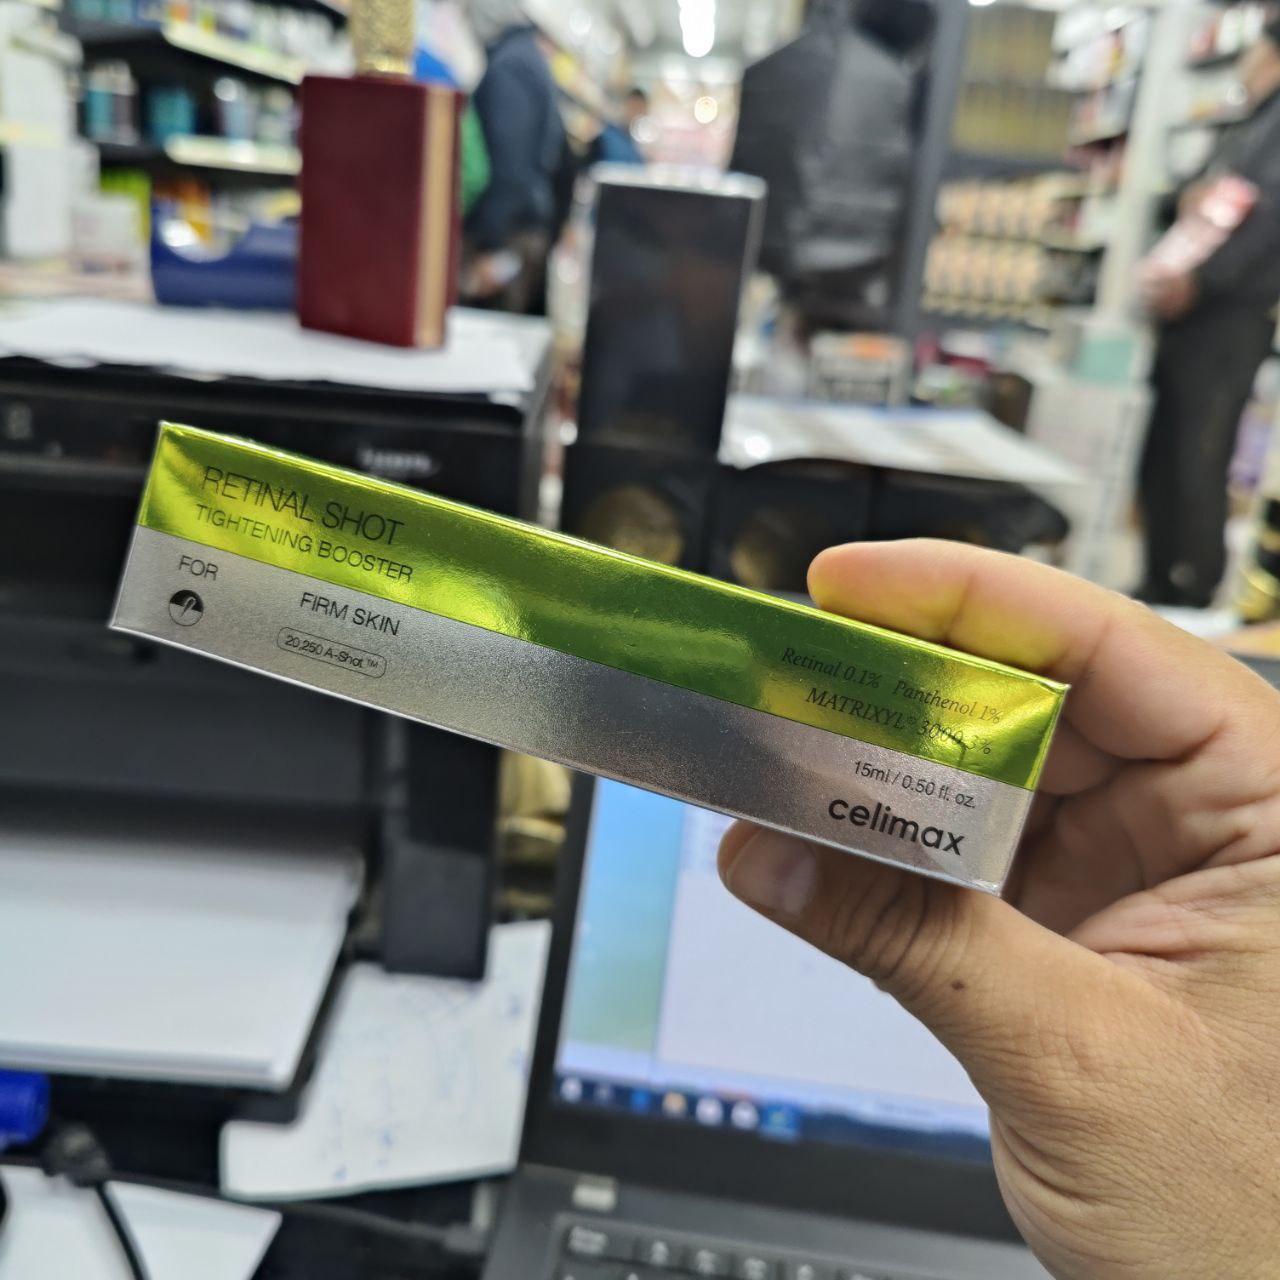 RETINAL SHOT
TIGHTENING BOOSTER
FOR
FIRM SKIN
20,250 A-Shot™
Retinal 0.1% Panthenol 1%
MATRIXYL® 3000 3%
15ml / 0.50 fl. oz.
celimax